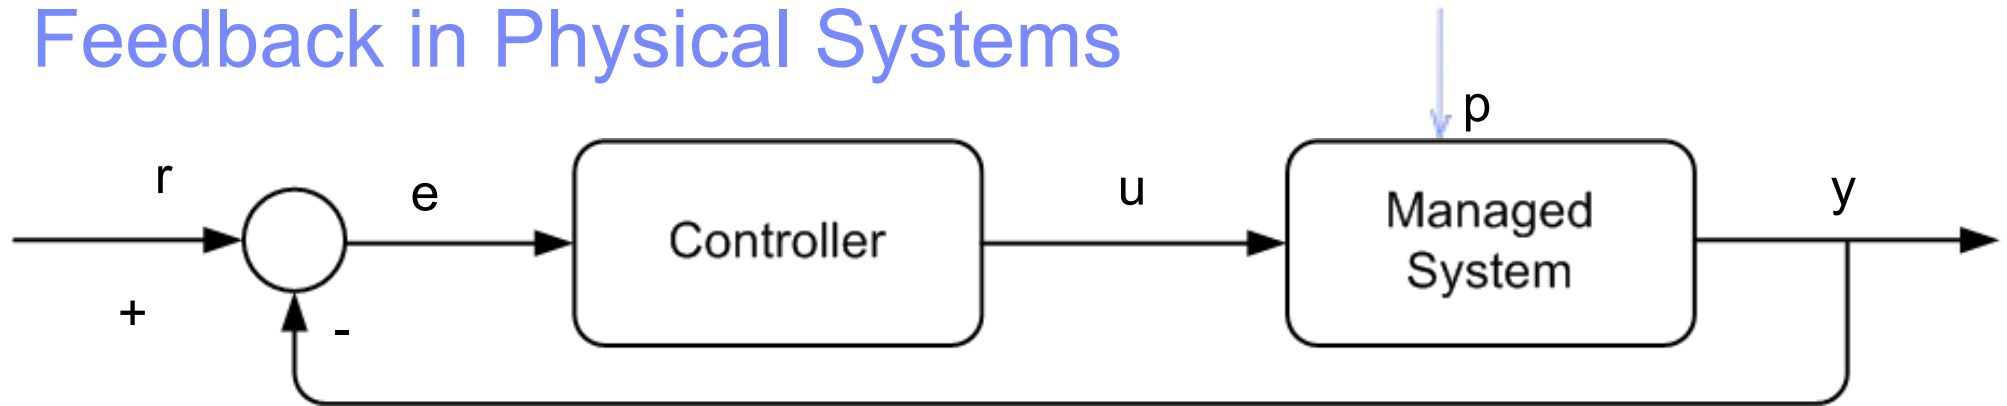 Feedback in Physical Systems
p
r
e
Controller
u
Managed
System
y
+
-